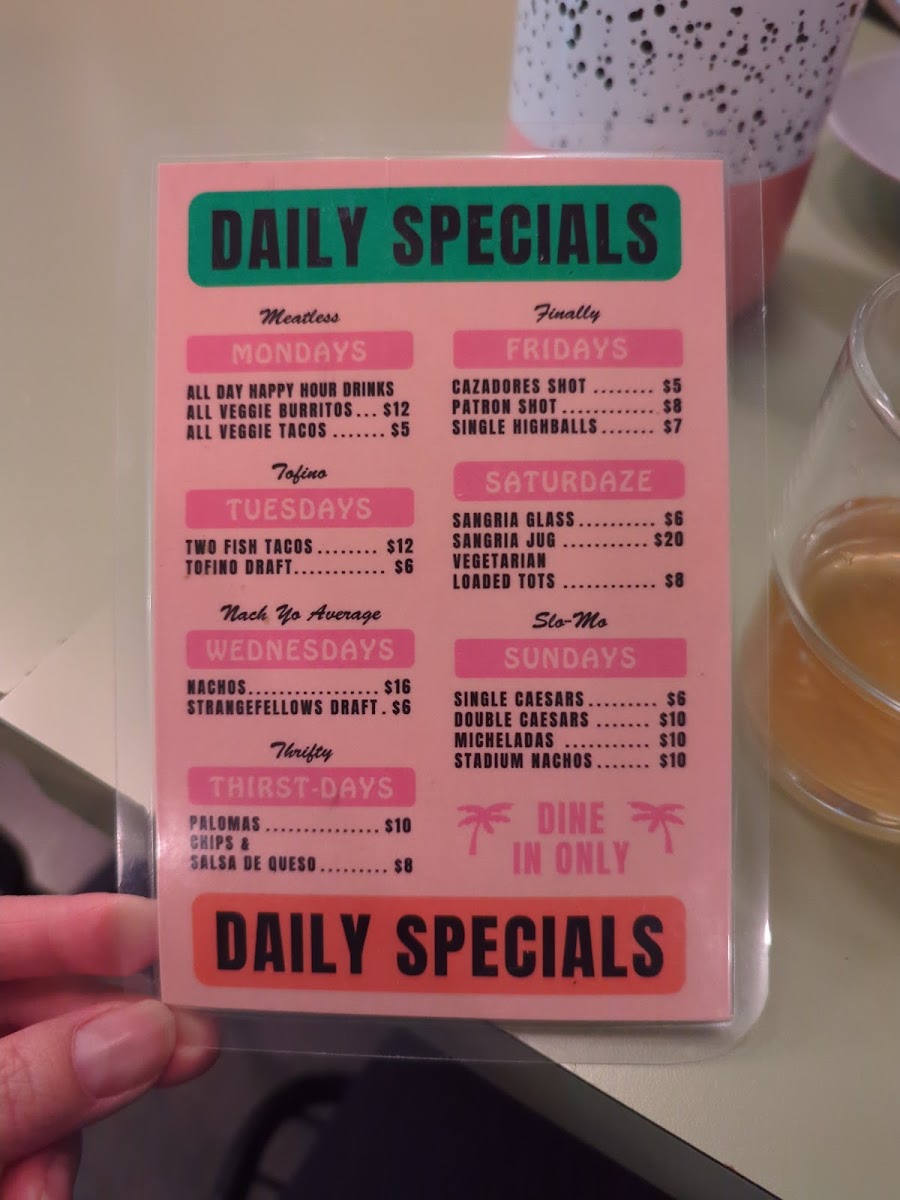 DAILY SPECIALS
Meatless
MONDAYS
ALL DAY HAPPY HOUR DRINKS
ALL VEGGIE BURRITOS... $12
ALL VEGGIE TACOS ....... $5
Tofino
TUESDAYS
TWO FISH TACOS ........ $12
TOFINO DRAFT............ $6
Nach Yo Average
WEDNESDAYS
NACHOS................. $16
STRANGEFELLOWS DRAFT. $6
Thrifty
THIRST-DAYS
PALOMAS ............... $10
CHIPS &
SALSA DE QUESO ......... $8
Finally
FRIDAYS
CAZADORES SHOT ........ $5
PATRON SHOT ............. $8
SINGLE HIGHBALLS....... $7
SATURDAZE
SANGRIA GLASS.......... $6
SANGRIA JUG ........... $20
VEGETARIAN
LOADED TOTS ............ $8
Slo-Mo
SUNDAYS
SINGLE CAESARS ......... $6
DOUBLE CAESARS ....... $10
MICHELADAS ........... $10
STADIUM NACHOS....... $10
DINE
IN ONLY
DAILY SPECIALS